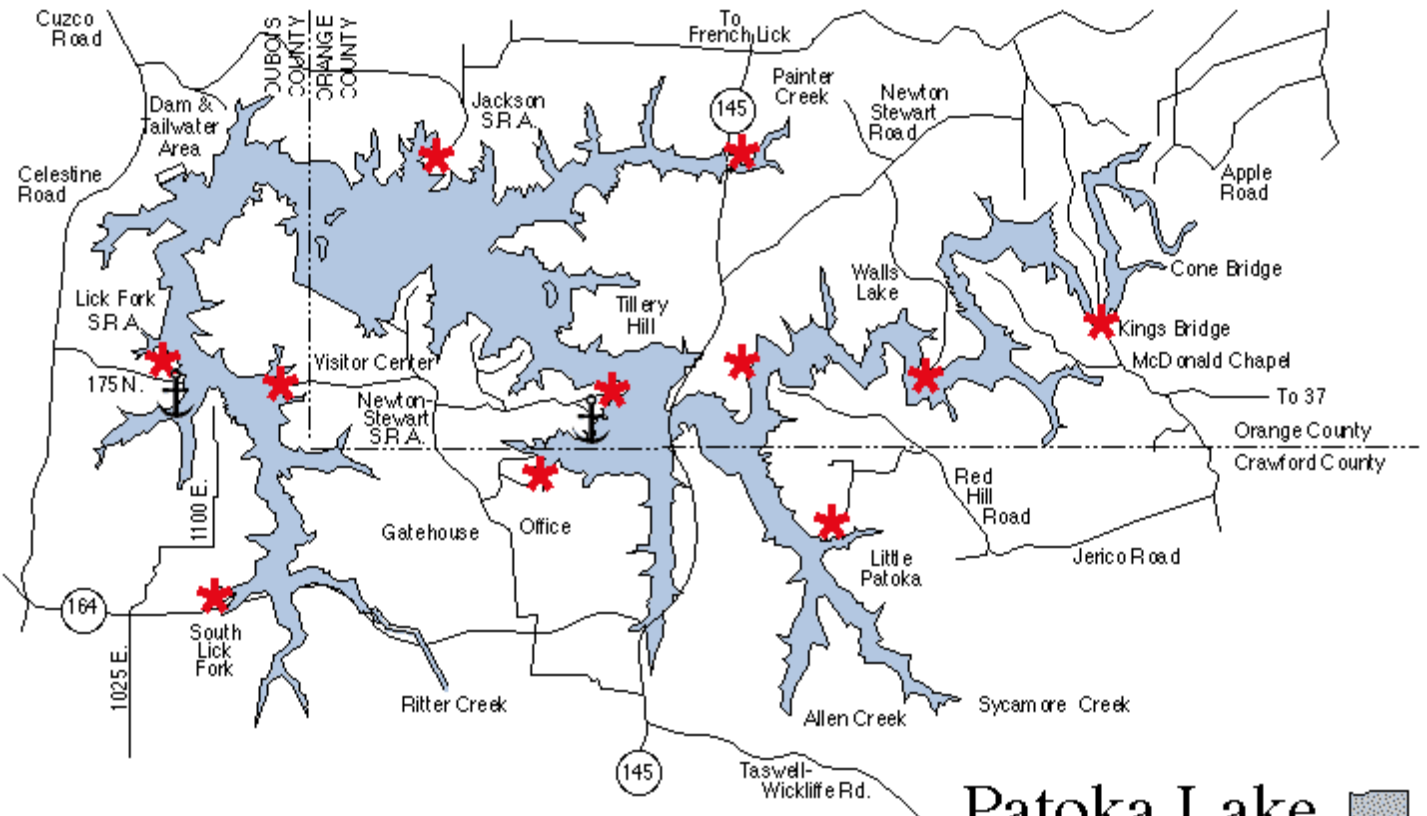 Cuzco
Road
DUBOIS
COUNTY
ORANGE
COUNTY
To
French Lick
145
Painter
Creek
Newton
Stewart
Road
Dam &
Tailwater
Area
Jackson
S.R.A.
Celestine
Road
Apple
Road
Lick Fork
S.R.A.
Tillery
Hill
Walls
Lake
Cone Bridge
Kings Bridge
McDonald Chapel
175 N.
Visitor Center
Newton-
Stewart
S.R.A.
To 37
Orange County
Crawford County
1100 E.
Gatehouse
Office
Red
Hill
Road
Little
Patoka
Jerico Road
164
South
Lick
Fork
1025 E.
Ritter Creek
Allen Creek
Sycamore Creek
145
Taswell-
Wickliffe Rd.
Patoka Lake